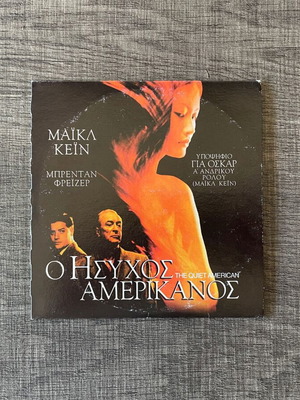 ΜΑΪΚΛ
ΚΕΪΝ
ΜΠΡΕΝΤΑΝ
ΦΡΕΪΖΕΡ
ΥΠΟΨΗΦΙΟ
ΓΙΑ ΟΣΚΑΡ
Α΄ ΑΝΔΡΙΚΟΥ
ΡΟΛΟΥ
(ΜΑΪΚΛ ΚΕΪΝ)
Ο ΗΣΥΧΟΣ
THE QUIET AMERICAN
ΑΜΕΡΙΚΑΝΟΣ